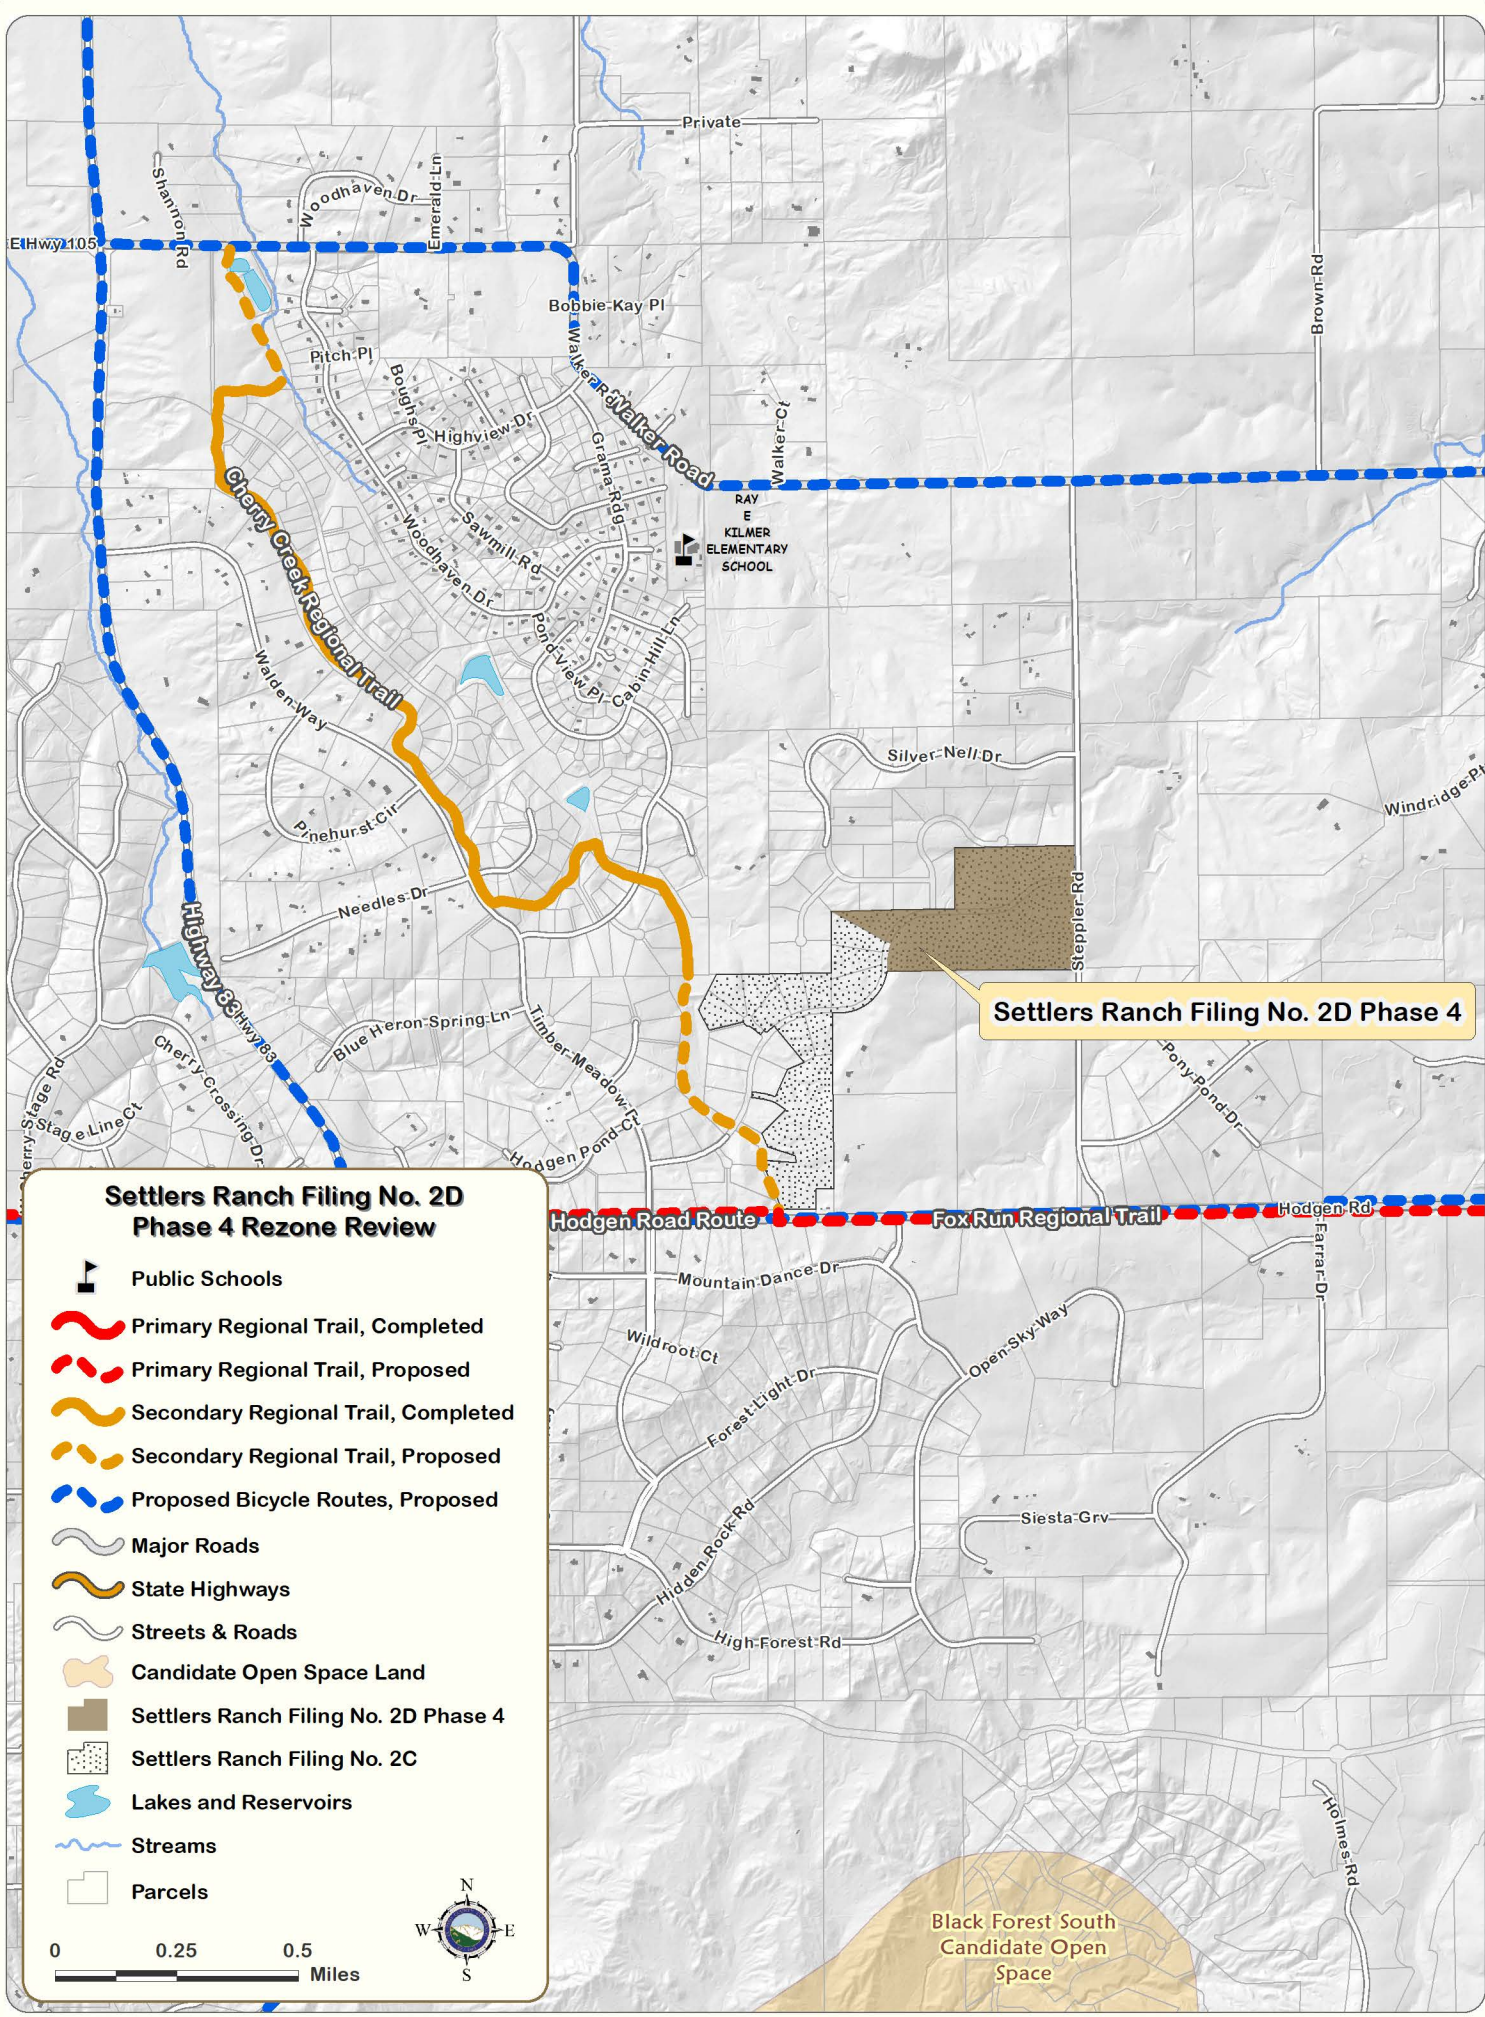 Private
Shannon Rd
Woodhaven Dr
Emerald Ln
E Hwy 105
Bobbie Kay Pl
Brown Rd
Pitch Pl
Walker Rd
Boughs Pl
Walker Road
Walker Ct
Highview Dr
Grama Rdg
Cherry Creek Regional Trail
RAY
E
KILMER
ELEMENTARY
SCHOOL
Sawmill Rd
Woodhaven Dr
Pond View Pl
Cabin Hill Ln
Walden Way
Silver Nell Dr
Windridge Pt
Pinehurst Cir
Needles Dr
Steppler Rd
Highway 83
Hwy 83
Settlers Ranch Filing No. 2D Phase 4
Blue Heron Spring Ln
Timber Meadow
Cherry Crossing Dr
Pony Pond Dr
Cherry Stage Rd
Stage Line Ct
Hodgen Pond Ct
Hodgen Road Route
Fox Run Regional Trail
Hodgen Rd
Farrar Dr
Mountain Dance Dr
Wildroot Ct
Open Sky Way
Forest Light Dr
Hidden Rock Rd
Siesta Grv
High Forest Rd
Holmes Rd
Black Forest South
Candidate Open
Space
Settlers Ranch Filing No. 2D
Phase 4 Rezone Review
Public Schools
Primary Regional Trail, Completed
Primary Regional Trail, Proposed
Secondary Regional Trail, Completed
Secondary Regional Trail, Proposed
Proposed Bicycle Routes, Proposed
Major Roads
State Highways
Streets & Roads
Candidate Open Space Land
Settlers Ranch Filing No. 2D Phase 4
Settlers Ranch Filing No. 2C
Lakes and Reservoirs
Streams
Parcels
N
W
E
S
0 0.25 0.5
Miles